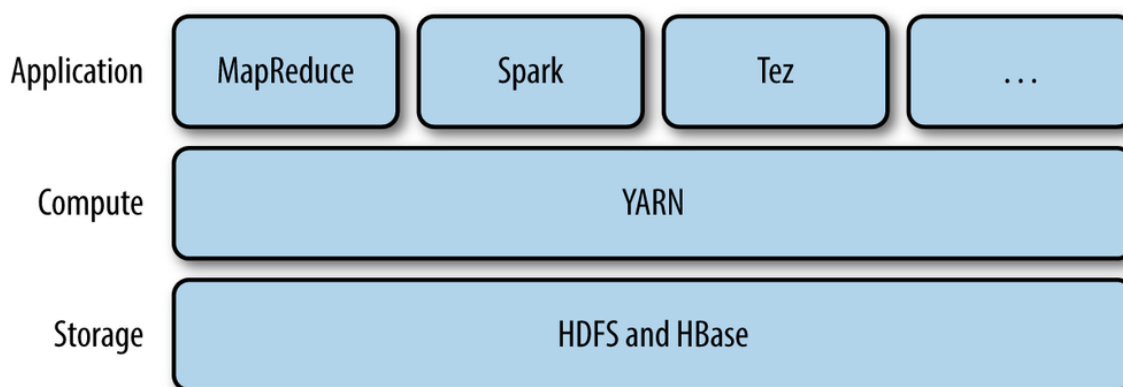 Application MapReduce Spark Tez ...
Compute YARN
Storage HDFS and HBase